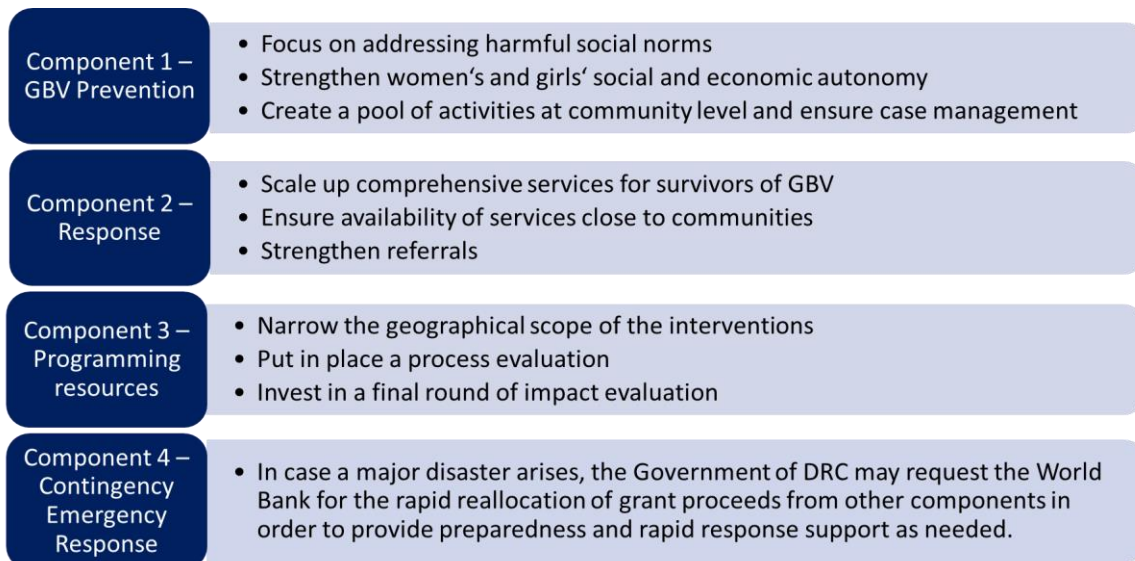 Component 1 –
GBV Prevention
• Focus on addressing harmful social norms
• Strengthen women‘s and girls‘ social and economic autonomy
• Create a pool of activities at community level and ensure case management
Component 2 –
Response
• Scale up comprehensive services for survivors of GBV
• Ensure availability of services close to communities
• Strengthen referrals
Component 3 –
Programming
resources
• Narrow the geographical scope of the interventions
• Put in place a process evaluation
• Invest in a final round of impact evaluation
Component 4 –
Contingency
Emergency
Response
• In case a major disaster arises, the Government of DRC may request the World
Bank for the rapid reallocation of grant proceeds from other components in
order to provide preparedness and rapid response support as needed.